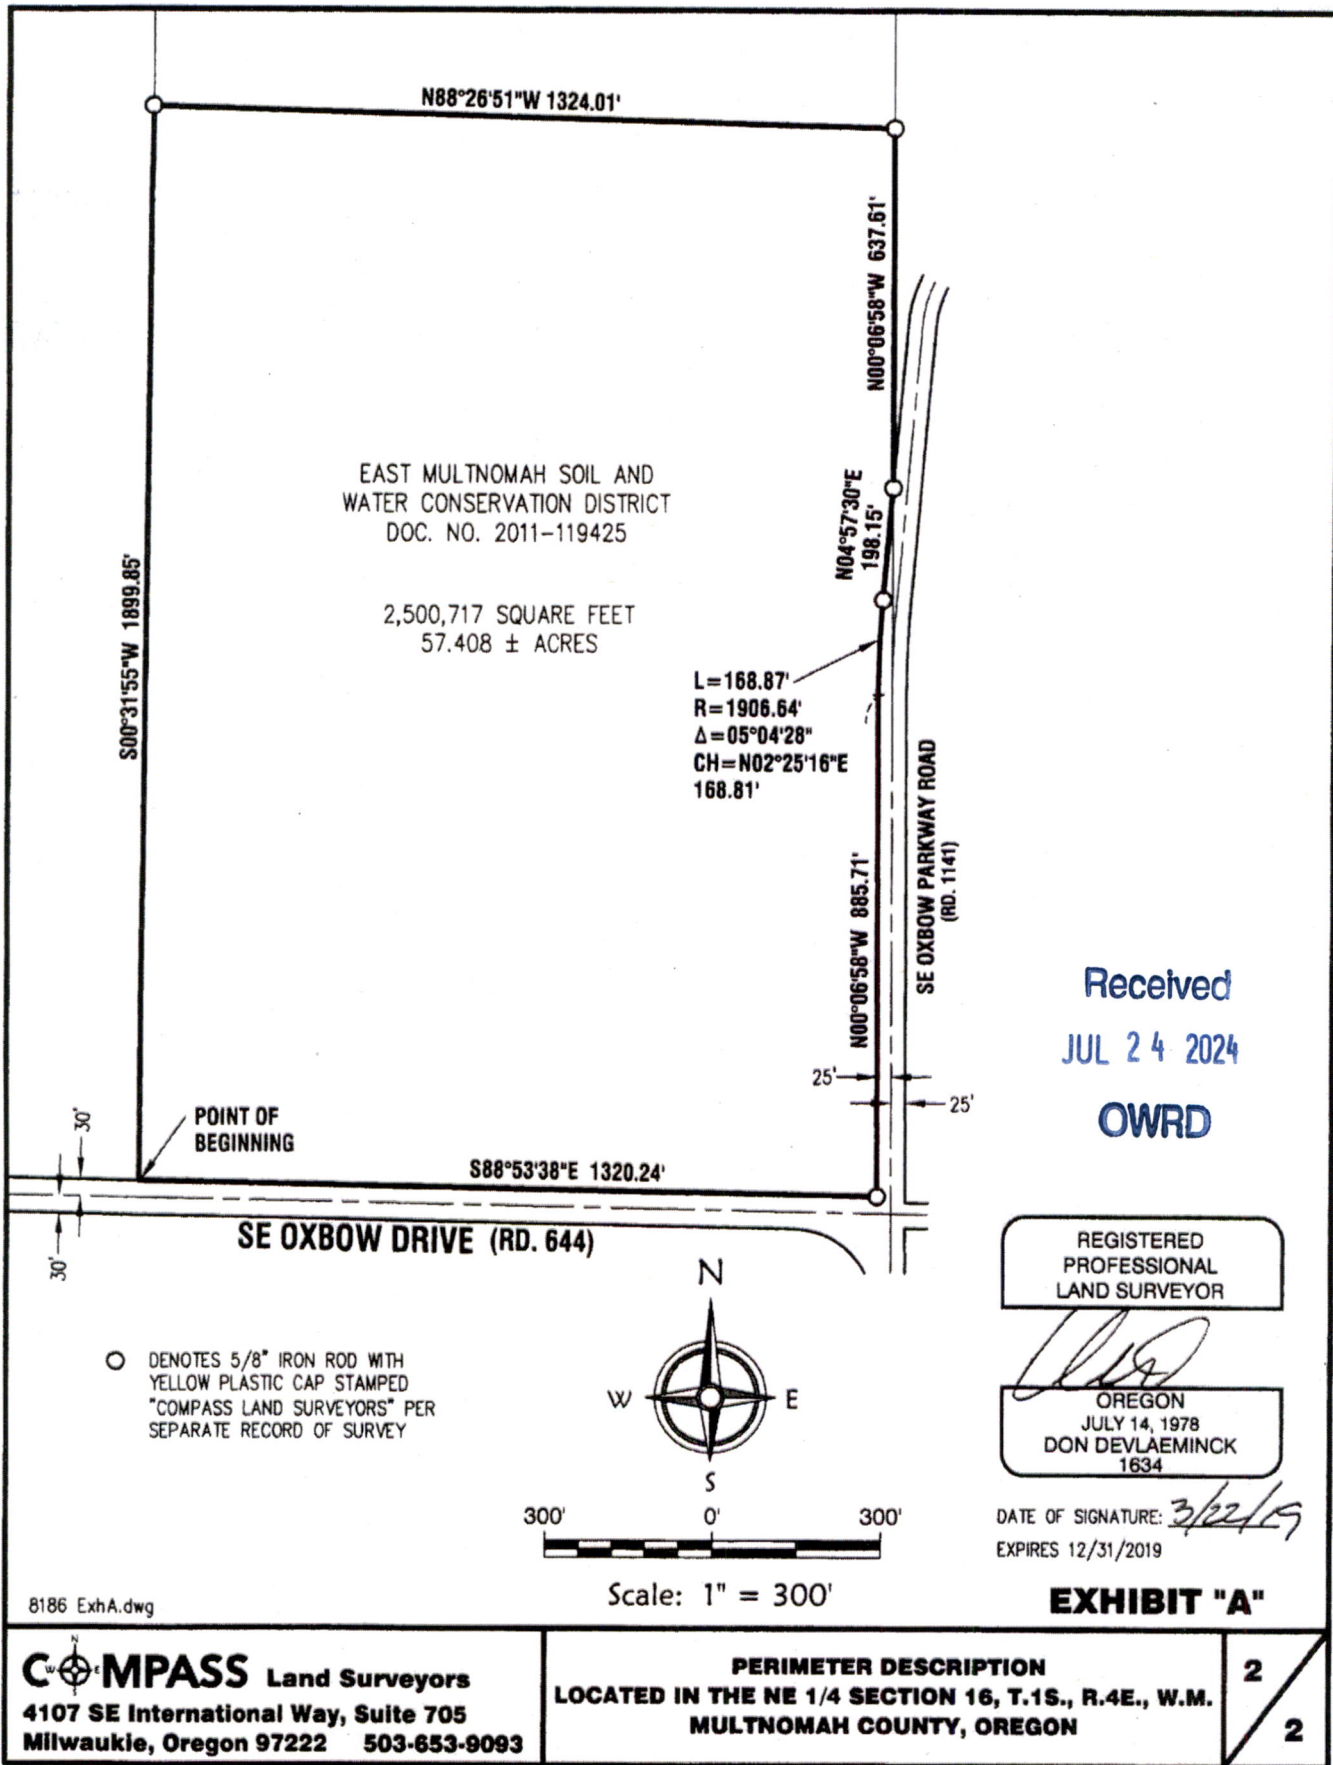 N88°26'51"W 1324.01'
N00°06'58"W 637.61'
EAST MULTNOMAH SOIL AND
WATER CONSERVATION DISTRICT
DOC. NO. 2011-119425
2,500,717 SQUARE FEET
57.408 ± ACRES
S00°31'55"W 1899.85'
N04°57'30"E
198.15'
L=168.87'
R=1906.64'
Δ=05°04'28"
CH=N02°25'16"E
168.81'
SE OXBOW PARKWAY ROAD
(RD. 1141)
N00°06'58"W 885.71'
25'
25'
Received
JUL 24 2024
OWRD
30'
POINT OF
BEGINNING
S88°53'38"E 1320.24'
30'
SE OXBOW DRIVE (RD. 644)
N
W
E
S
DENOTES 5/8" IRON ROD WITH
YELLOW PLASTIC CAP STAMPED
"COMPASS LAND SURVEYORS" PER
SEPARATE RECORD OF SURVEY
REGISTERED
PROFESSIONAL
LAND SURVEYOR
OREGON
JULY 14, 1978
DON DEVLAEMINCK
1634
300' 0' 300'
Scale: 1" = 300'
DATE OF SIGNATURE: 3/22/19
EXPIRES 12/31/2019
8186 ExhA.dwg
EXHIBIT "A"
N
W E
COMPASS Land Surveyors
4107 SE International Way, Suite 705
Milwaukie, Oregon 97222 503-653-9093
PERIMETER DESCRIPTION
LOCATED IN THE NE 1/4 SECTION 16, T.1S., R.4E., W.M.
MULTNOMAH COUNTY, OREGON
2
2